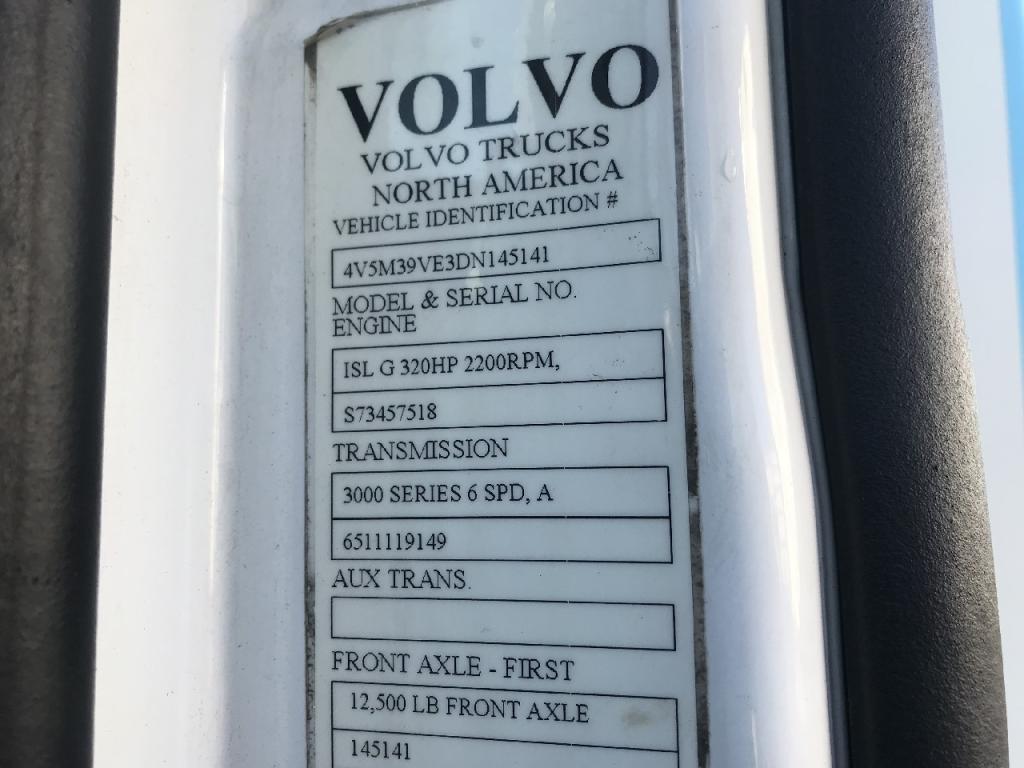 VOLVO
VOLVO TRUCKS
NORTH AMERICA
VEHICLE IDENTIFICATION #
4V5M39VE3DN145141
MODEL & SERIAL NO.
ENGINE
ISL G 320HP 2200RPM,
S73457518
TRANSMISSION
3000 SERIES 6 SPD, A
6511119149
AUX TRANS.
FRONT AXLE - FIRST
12,500 LB FRONT AXLE
145141